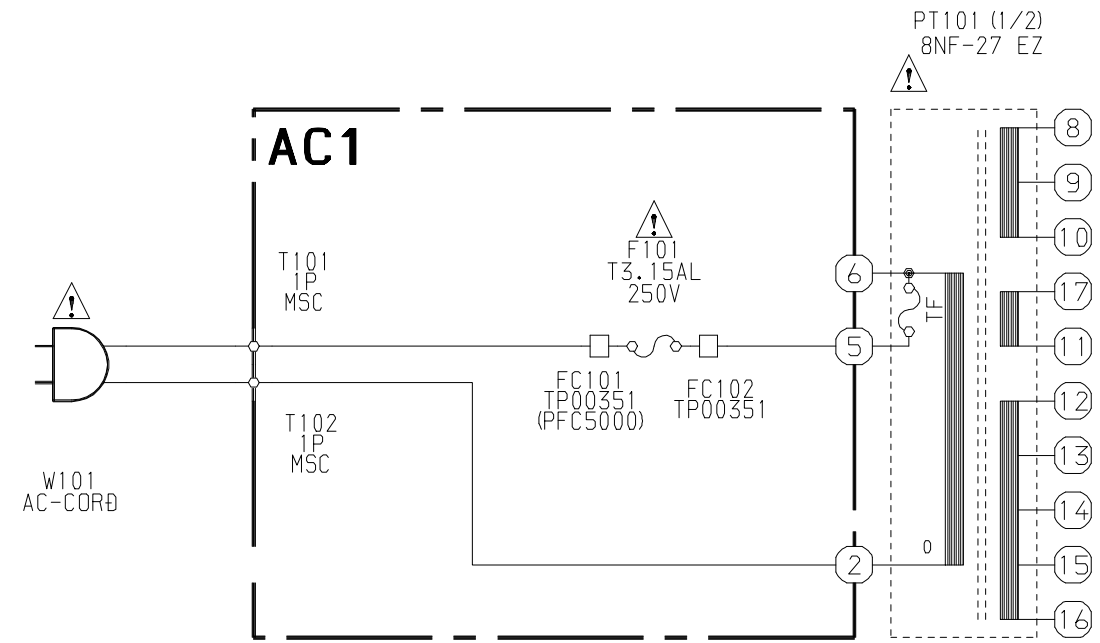 PT101 (1/2)
8NF-27 EZ
!
AC1
8
9
10
!
F101
T3.15AL
250V
T101
1P
MSC
6
17
TF
!
5
11
FC101
TP00351
(PFC5000)
FC102
TP00351
12
T102
1P
MSC
13
W101
AC-CORD
14
0
2
15
16